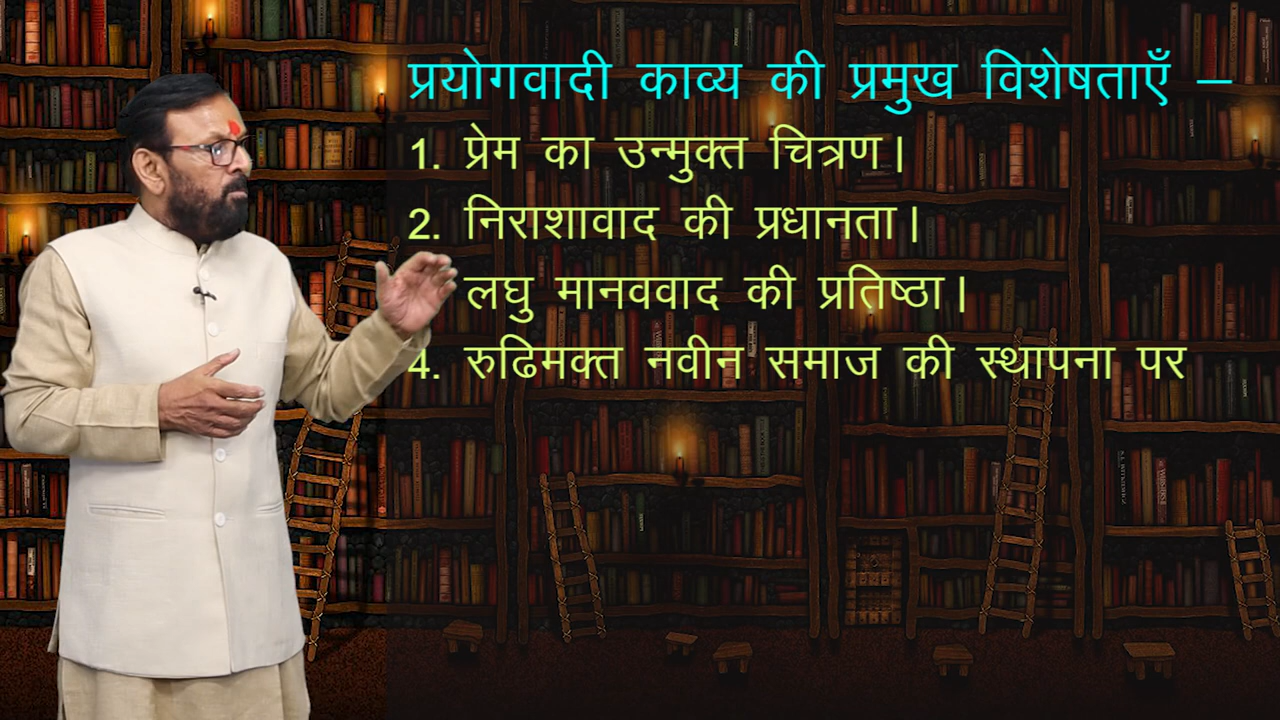 प्रयोगवादी काव्य की प्रमुख विशेषताएँ –
1. प्रेम का उन्मुक्त चित्रण।
2. निराशावाद की प्रधानता।
लघु मानववाद की प्रतिष्ठा।
4. रुढिमक्त नवीन समाज की स्थापना पर